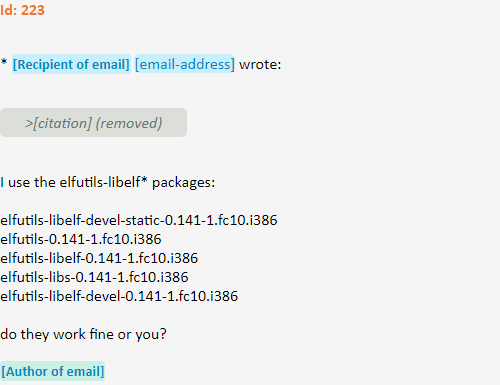 Id: 223
* [Recipient of email] [email-address] wrote:
>[citation] (removed)
I use the elfutils-libelf* packages:
elfutils-libelf-devel-static-0.141-1.fc10.i386
elfutils-0.141-1.fc10.i386
elfutils-libelf-0.141-1.fc10.i386
elfutils-libs-0.141-1.fc10.i386
elfutils-libelf-devel-0.141-1.fc10.i386
do they work fine or you?
[Author of email]